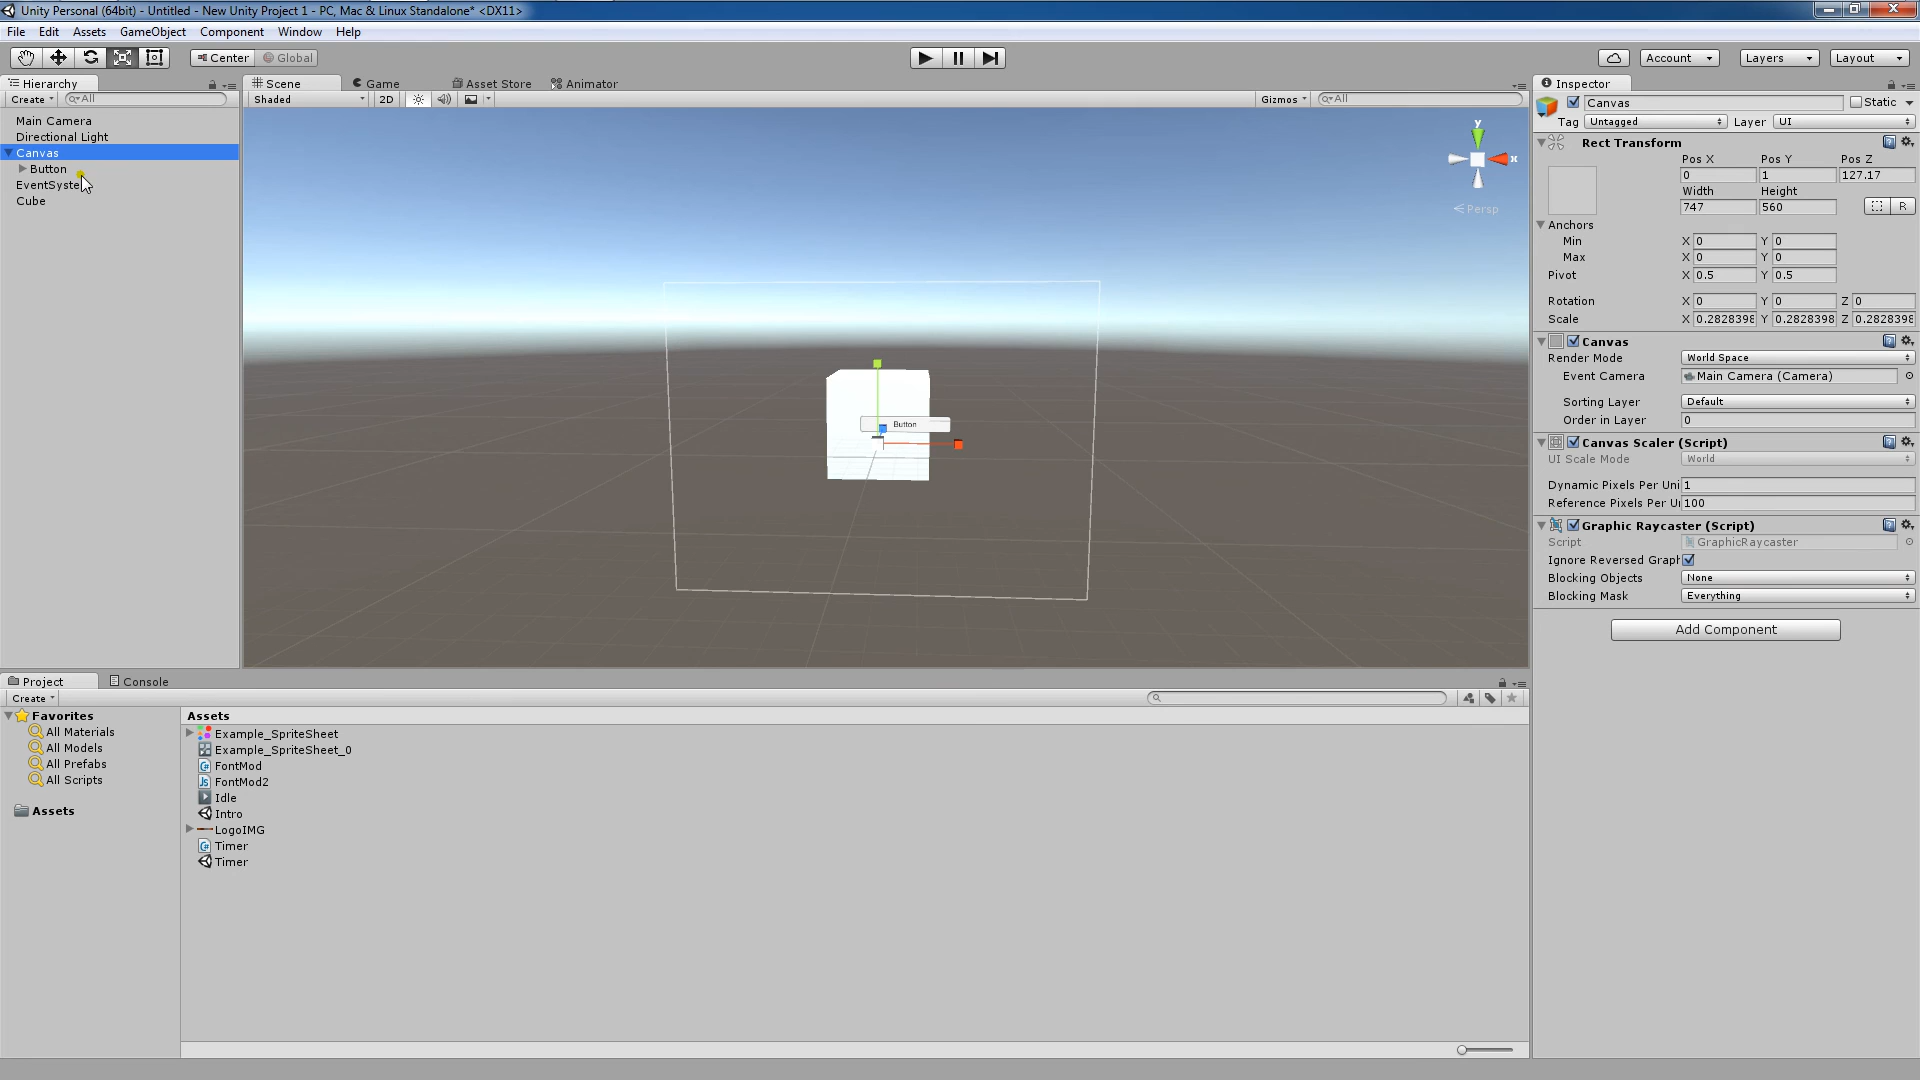 Unity Personal (64bit) - Untitled - New Unity Project 1 - PC, Mac & Linux Standalone* <DX11>
File Edit Assets GameObject Component Window Help
Center Global Account Layers Layout
Hierarchy
Create All
Main Camera
Directional Light
Canvas
Button
EventSyste
Cube
Scene Game Asset Store Animator
Shaded 2D Gizmos All
y
x
Persp
Button
Inspector
Canvas Static
Tag Untagged Layer UI
Rect Transform
Pos X Pos Y Pos Z
0 1 127.17
Width Height
747 560 R
Anchors
Min X 0 Y 0
Max X 0 Y 0
Pivot X 0.5 Y 0.5
Rotation X 0 Y 0 Z 0
Scale X 0.2828398 Y 0.2828398 Z 0.2828398
Canvas
Render Mode World Space
Event Camera Main Camera (Camera)
Sorting Layer Default
Order in Layer 0
Canvas Scaler (Script)
UI Scale Mode World
Dynamic Pixels Per Uni 1
Reference Pixels Per U 100
Graphic Raycaster (Script)
Script GraphicRaycaster
Ignore Reversed Graph
Blocking Objects None
Blocking Mask Everything
Add Component
Project Console
Create
Favorites
All Materials
All Models
All Prefabs
All Scripts
Assets
Assets
Example_SpriteSheet
Example_SpriteSheet_0
FontMod
FontMod2
Idle
Intro
LogoIMG
Timer
Timer